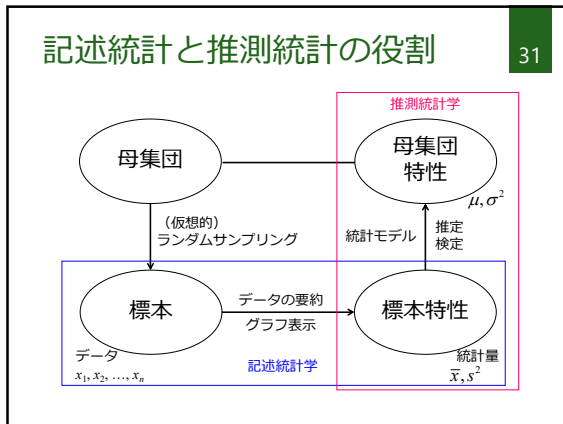 記述統計と推測統計の役割
31
推測統計学
母集団
母集団
特性
μ, σ²
（仮想的）
ランダムサンプリング
統計モデル
推定
検定
標本
データの要約
グラフ表示
標本特性
データ
x₁, x₂, …, xₙ
記述統計学
統計量
x̅, s²